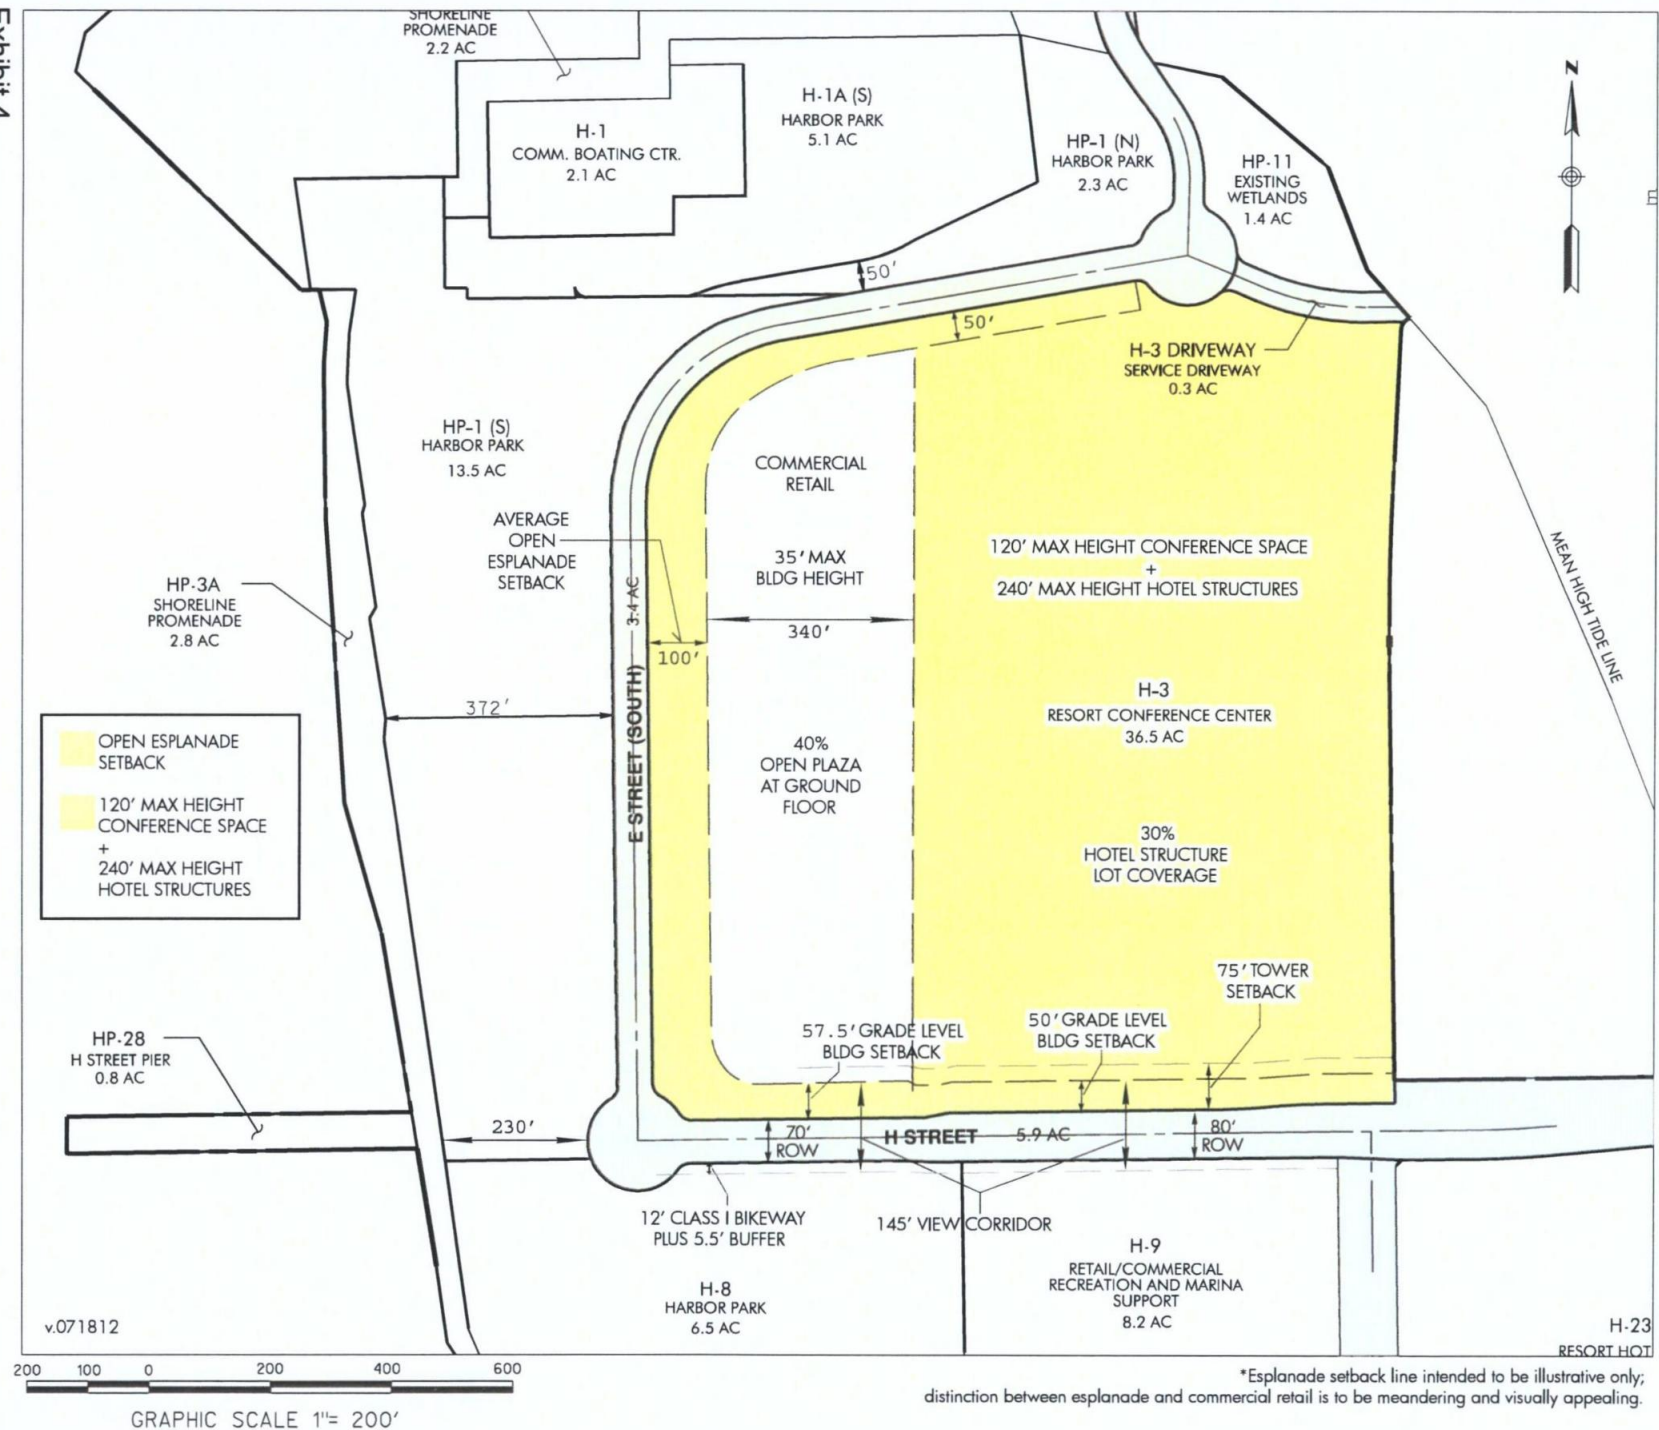 Exhibit 4
SHORELINE
PROMENADE
2.2 AC
H-1
COMM. BOATING CTR.
2.1 AC
H-1A (S)
HARBOR PARK
5.1 AC
HP-1 (N)
HARBOR PARK
2.3 AC
HP-11
EXISTING
WETLANDS
1.4 AC
N
50'
50'
H-3 DRIVEWAY
SERVICE DRIVEWAY
0.3 AC
HP-1 (S)
HARBOR PARK
13.5 AC
COMMERCIAL
RETAIL
AVERAGE
OPEN
ESPLANADE
SETBACK
35' MAX
BLDG HEIGHT
340'
100'
120' MAX HEIGHT CONFERENCE SPACE
+
240' MAX HEIGHT HOTEL STRUCTURES
MEAN HIGH TIDE LINE
HP-3A
SHORELINE
PROMENADE
2.8 AC
E STREET (SOUTH) 3.4 AC
372'
H-3
RESORT CONFERENCE CENTER
36.5 AC
OPEN ESPLANADE
SETBACK
120' MAX HEIGHT
CONFERENCE SPACE
+
240' MAX HEIGHT
HOTEL STRUCTURES
40%
OPEN PLAZA
AT GROUND
FLOOR
30%
HOTEL STRUCTURE
LOT COVERAGE
75' TOWER
SETBACK
57.5' GRADE LEVEL
BLDG SETBACK
50' GRADE LEVEL
BLDG SETBACK
HP-28
H STREET PIER
0.8 AC
230'
70'
ROW
H STREET 5.9 AC
80'
ROW
12' CLASS I BIKEWAY
PLUS 5.5' BUFFER
145' VIEW CORRIDOR
H-8
HARBOR PARK
6.5 AC
H-9
RETAIL/COMMERCIAL
RECREATION AND MARINA
SUPPORT
8.2 AC
H-23
RESORT HOT
v.071812
200 100 0 200 400 600
GRAPHIC SCALE 1"= 200'
*Esplanade setback line intended to be illustrative only;
distinction between esplanade and commercial retail is to be meandering and visually appealing.